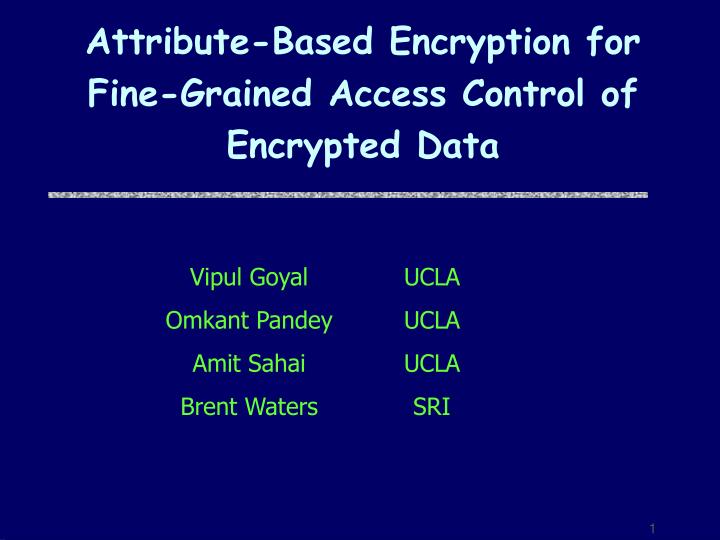 Attribute-Based Encryption for
Fine-Grained Access Control of
Encrypted Data
Vipul Goyal UCLA
Omkant Pandey UCLA
Amit Sahai UCLA
Brent Waters SRI
1